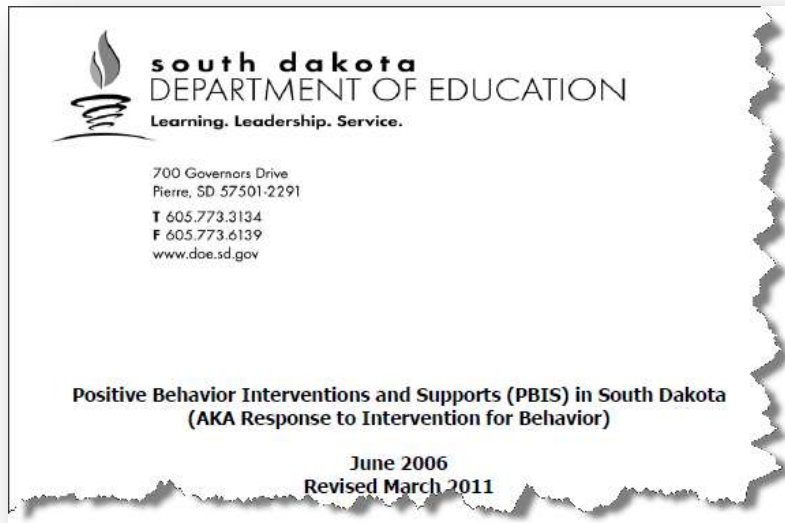 south dakota
DEPARTMENT OF EDUCATION
Learning. Leadership. Service.
700 Governors Drive
Pierre, SD 57501-2291
T 605.773.3134
F 605.773.6139
www.doe.sd.gov
Positive Behavior Interventions and Supports (PBIS) in South Dakota
(AKA Response to Intervention for Behavior)
June 2006
Revised March 2011